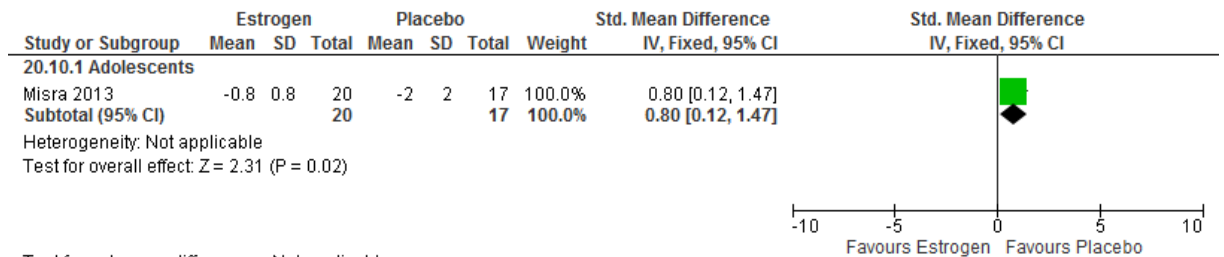 Estrogen Placebo Std. Mean Difference Std. Mean Difference
Study or Subgroup Mean SD Total Mean SD Total Weight IV, Fixed, 95% CI IV, Fixed, 95% CI
20.10.1 Adolescents
Misra 2013 -0.8 0.8 20 -2 2 17 100.0% 0.80 [0.12, 1.47]
Subtotal (95% CI) 20 17 100.0% 0.80 [0.12, 1.47]
Heterogeneity: Not applicable
Test for overall effect: Z = 2.31 (P = 0.02)
-10 -5 0 5 10
Favours Estrogen Favours Placebo